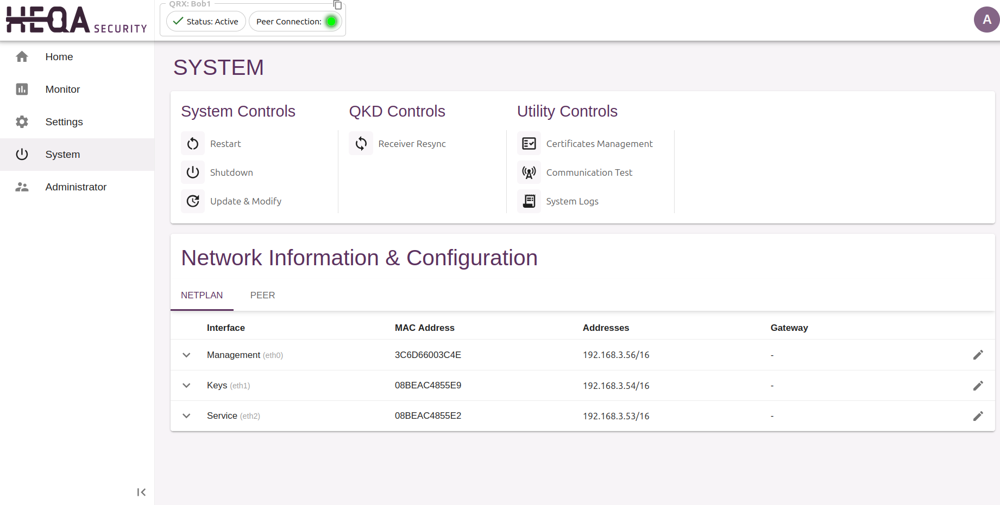 HEQA SECURITY
QRX: Bob1
Status: Active
Peer Connection:
A
Home
Monitor
Settings
System
Administrator
SYSTEM
System Controls
Restart
Shutdown
Update & Modify
QKD Controls
Receiver Resync
Utility Controls
Certificates Management
Communication Test
System Logs
Network Information & Configuration
NETPLAN PEER
Interface MAC Address Addresses Gateway
Management (eth0) 3C6D66003C4E 192.168.3.56/16 -
Keys (eth1) 08BEAC4855E9 192.168.3.54/16 -
Service (eth2) 08BEAC4855E2 192.168.3.53/16 -